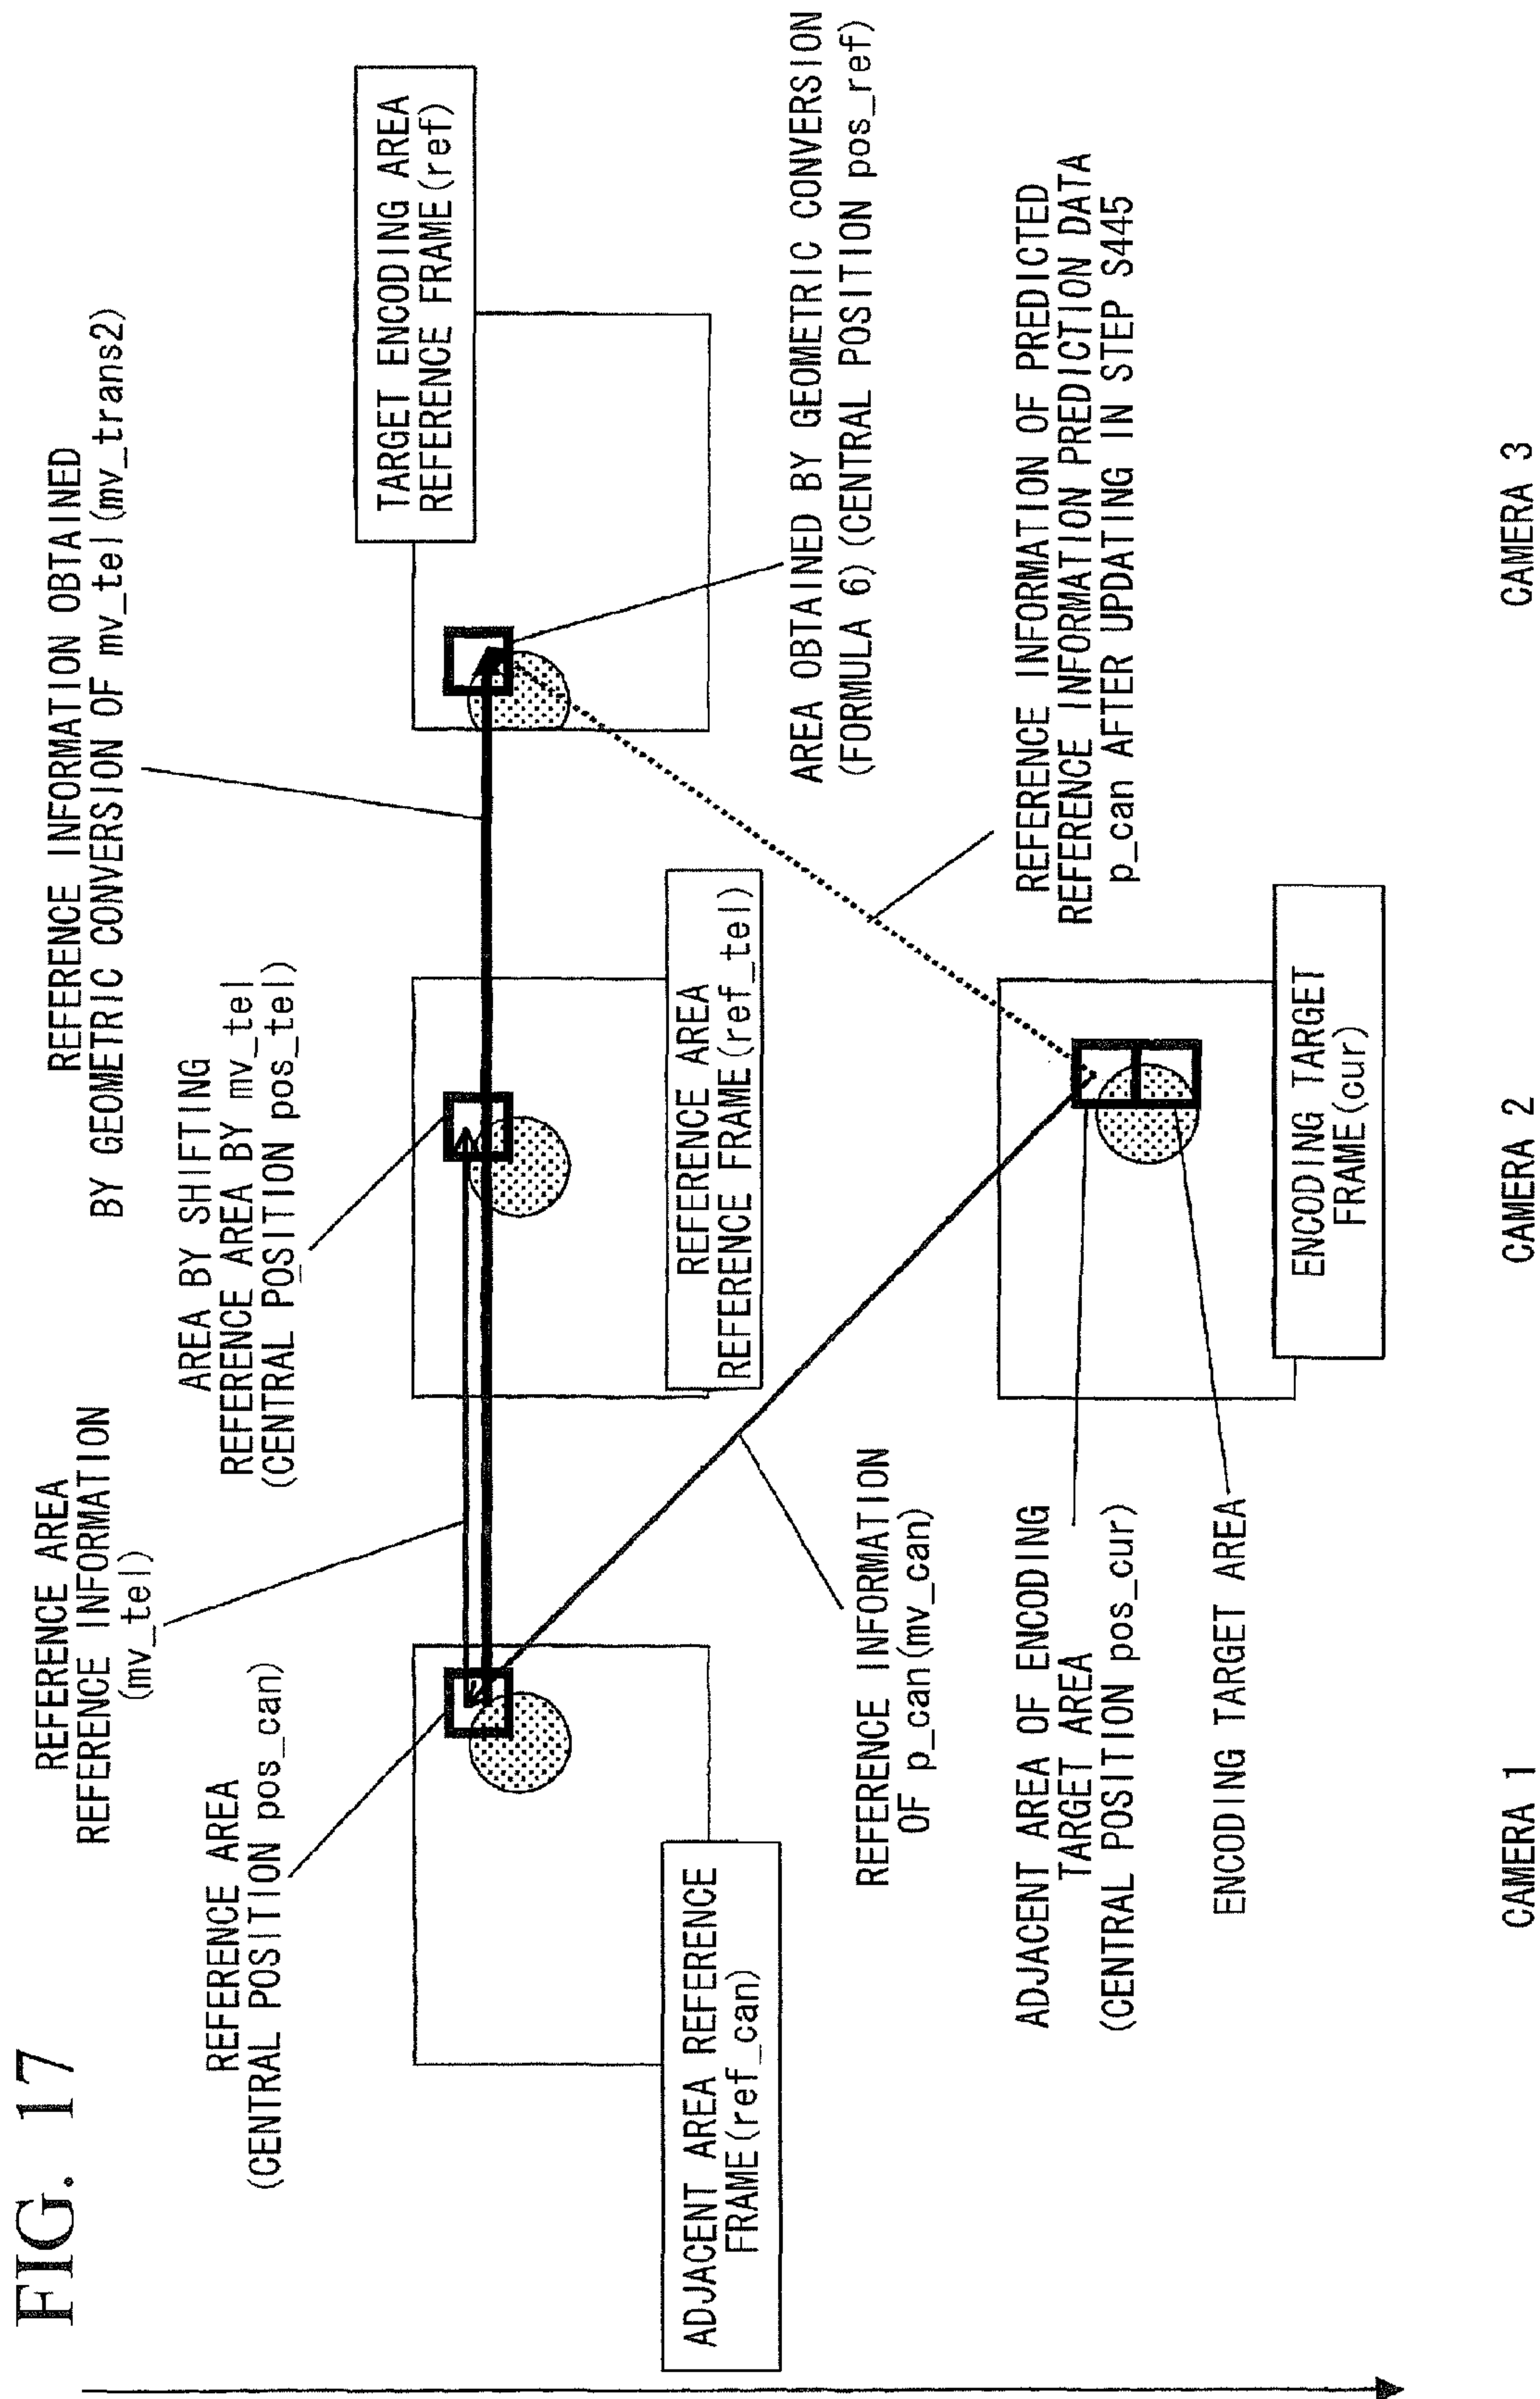 FIG. 17
REFERENCE AREA
REFERENCE INFORMATION
(mv_tel)
REFERENCE INFORMATION OBTAINED
BY GEOMETRIC CONVERSION OF mv_tel(mv_trans2)
REFERENCE AREA
(CENTRAL POSITION pos_can)
AREA BY SHIFTING
REFERENCE AREA BY mv_tel
(CENTRAL POSITION pos_tel)
TARGET ENCODING AREA
REFERENCE FRAME(ref)
ADJACENT AREA REFERENCE
FRAME(ref_can)
REFERENCE AREA
REFERENCE FRAME(ref_tel)
AREA OBTAINED BY GEOMETRIC CONVERSION
(FORMULA 6)(CENTRAL POSITION pos_ref)
REFERENCE INFORMATION
OF p_can(mv_can)
REFERENCE INFORMATION OF PREDICTED
REFERENCE INFORMATION PREDICTION DATA
p_can AFTER UPDATING IN STEP S445
ADJACENT AREA OF ENCODING
TARGET AREA
(CENTRAL POSITION pos_cur)
ENCODING TARGET AREA
ENCODING TARGET
FRAME(cur)
CAMERA 1
CAMERA 2
CAMERA 3